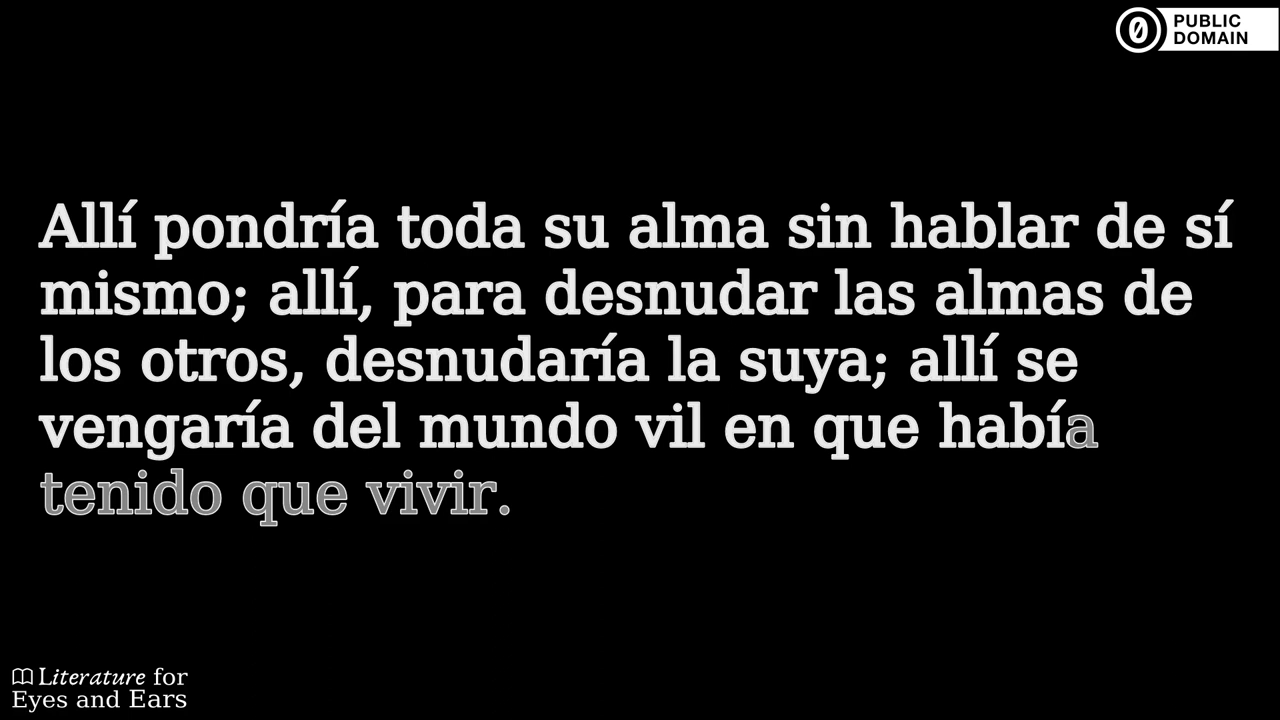 PUBLIC
DOMAIN
Allí pondría toda su alma sin hablar de sí
mismo; allí, para desnudar las almas de
los otros, desnudaría la suya; allí se
vengaría del mundo vil en que había
tenido que vivir.
Literature for
Eyes and Ears